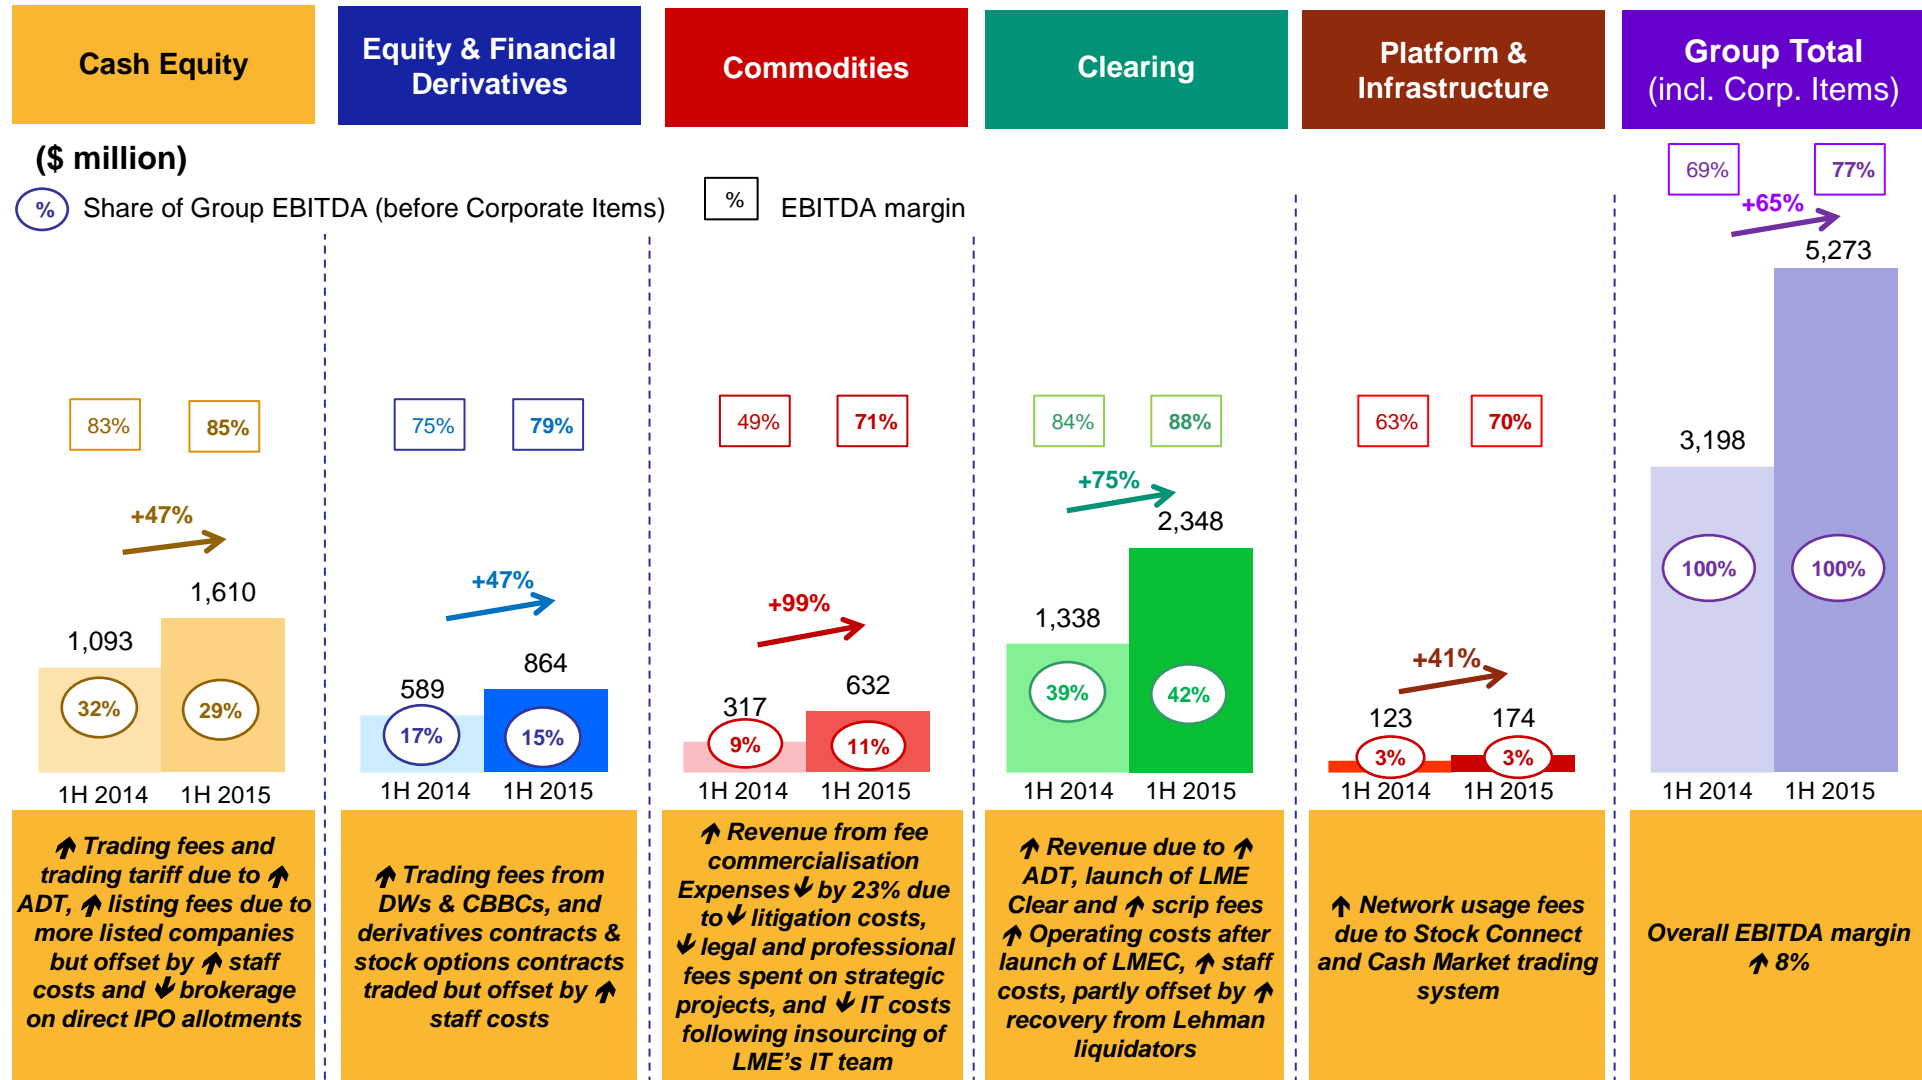 Cash Equity
Equity & Financial
Derivatives
Commodities
Clearing
Platform &
Infrastructure
Group Total
(incl. Corp. Items)
($ million)
% Share of Group EBITDA (before Corporate Items)
% EBITDA margin
83% 85%
+47%
1,093
1,610
32% 29%
1H 2014 1H 2015
75% 79%
+47%
589
864
17% 15%
1H 2014 1H 2015
49% 71%
+99%
317
632
9% 11%
1H 2014 1H 2015
84% 88%
+75%
1,338
2,348
39% 42%
1H 2014 1H 2015
63% 70%
+41%
123 174
3% 3%
1H 2014 1H 2015
69% 77%
+65%
3,198
5,273
100% 100%
1H 2014 1H 2015
↑ Trading fees and
trading tariff due to ↑
ADT, ↑ listing fees due to
more listed companies
but offset by ↑ staff
costs and ↓ brokerage
on direct IPO allotments
↑ Trading fees from
DWs & CBBCs, and
derivatives contracts &
stock options contracts
traded but offset by ↑
staff costs
↑ Revenue from fee
commercialisation
Expenses ↓ by 23% due
to ↓ litigation costs,
↓ legal and professional
fees spent on strategic
projects, and ↓ IT costs
following insourcing of
LME's IT team
↑ Revenue due to ↑
ADT, launch of LME
Clear and ↑ scrip fees
↑ Operating costs after
launch of LMEC, ↑ staff
costs, partly offset by ↑
recovery from Lehman
liquidators
↑ Network usage fees
due to Stock Connect
and Cash Market trading
system
Overall EBITDA margin
↑ 8%